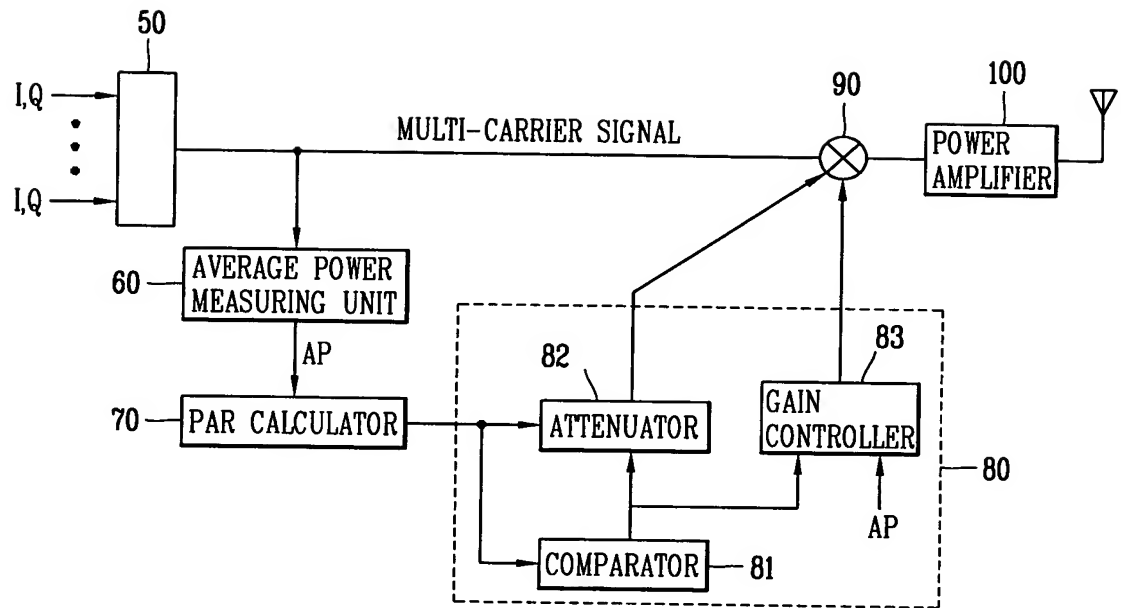 50
I,Q
I,Q
MULTI-CARRIER SIGNAL
90
100
POWER
AMPLIFIER
60
AVERAGE POWER
MEASURING UNIT
AP
70
PAR CALCULATOR
82
ATTENUATOR
83
GAIN
CONTROLLER
80
AP
COMPARATOR
81